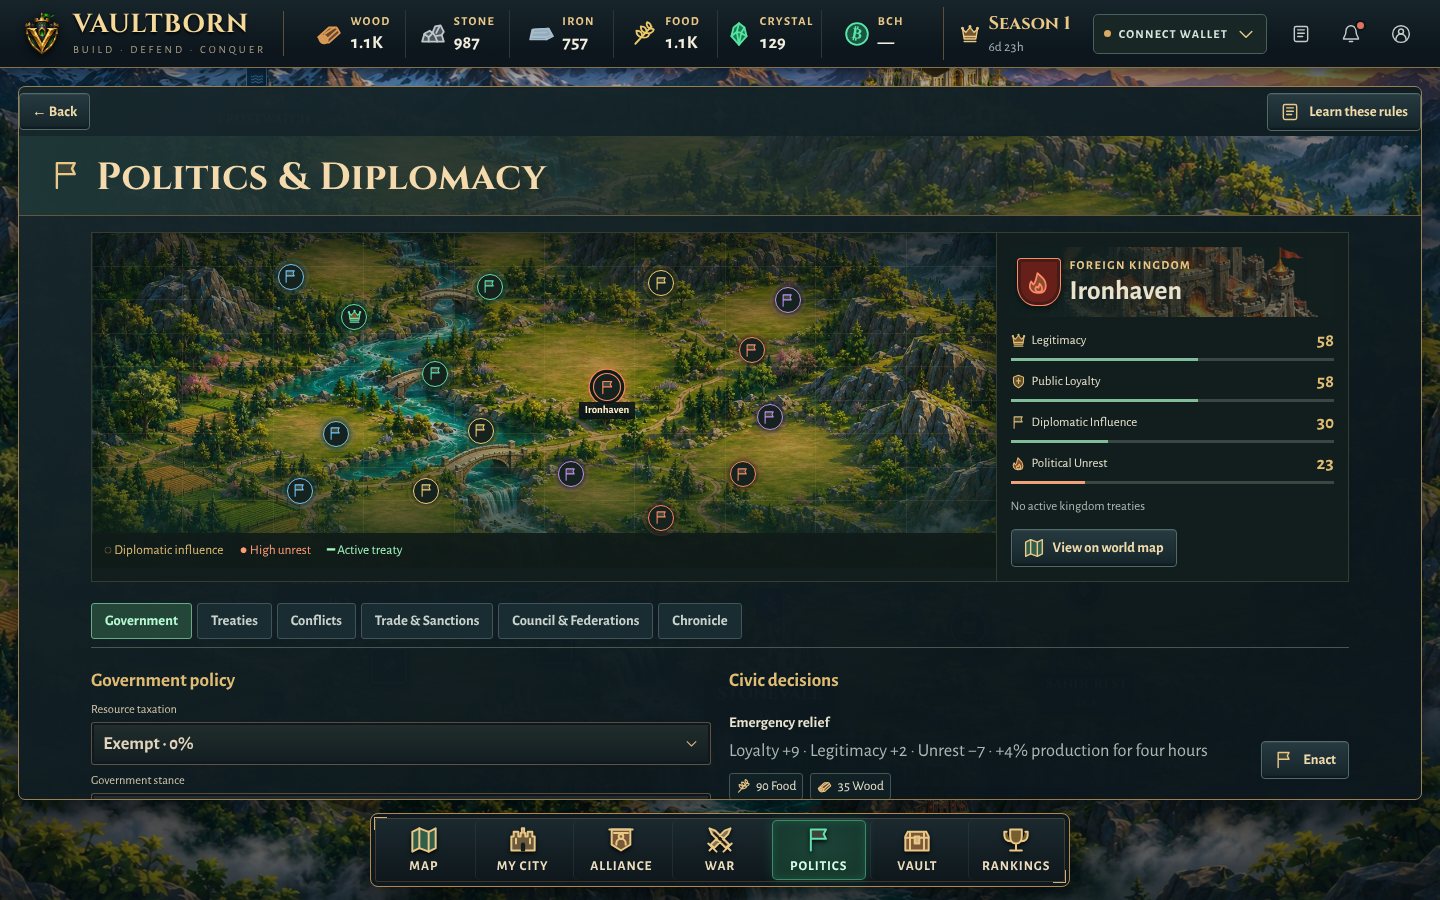 VAULTBORN
BUILD · DEFEND · CONQUER
WOOD
1.1K
STONE
987
IRON
757
FOOD
1.1K
CRYSTAL
129
BCH
—
SEASON 1
6d 23h
CONNECT WALLET
← Back
Learn these rules
POLITICS & DIPLOMACY
Ironhaven
Diplomatic influence
High unrest
Active treaty
FOREIGN KINGDOM
Ironhaven
Legitimacy 58
Public Loyalty 58
Diplomatic Influence 30
Political Unrest 23
No active kingdom treaties
View on world map
Government
Treaties
Conflicts
Trade & Sanctions
Council & Federations
Chronicle
Government policy
Resource taxation
Exempt · 0%
Government stance
Civic decisions
Emergency relief
Loyalty +9 · Legitimacy +2 · Unrest −7 · +4% production for four hours
90 Food
35 Wood
Enact
MAP
MY CITY
ALLIANCE
WAR
POLITICS
VAULT
RANKINGS